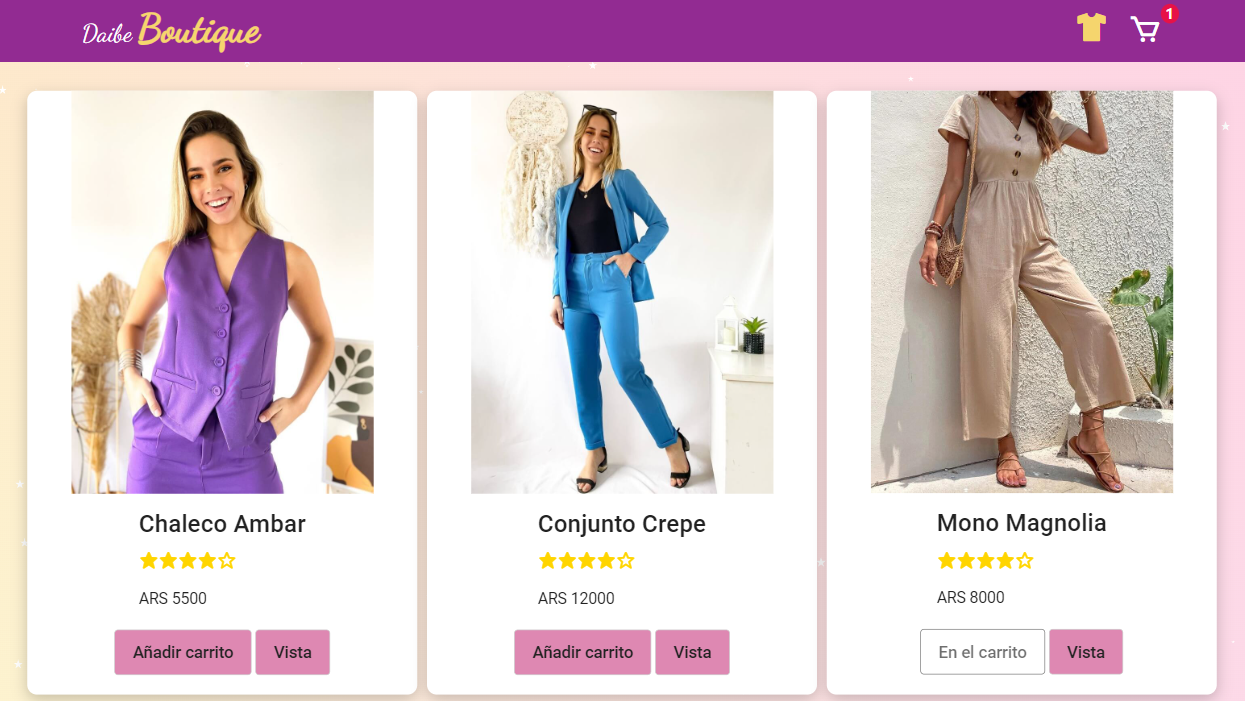 Daibe Boutique
1
Chaleco Ambar
ARS 5500
Añadir carrito Vista
Conjunto Crepe
ARS 12000
Añadir carrito Vista
Mono Magnolia
ARS 8000
En el carrito Vista